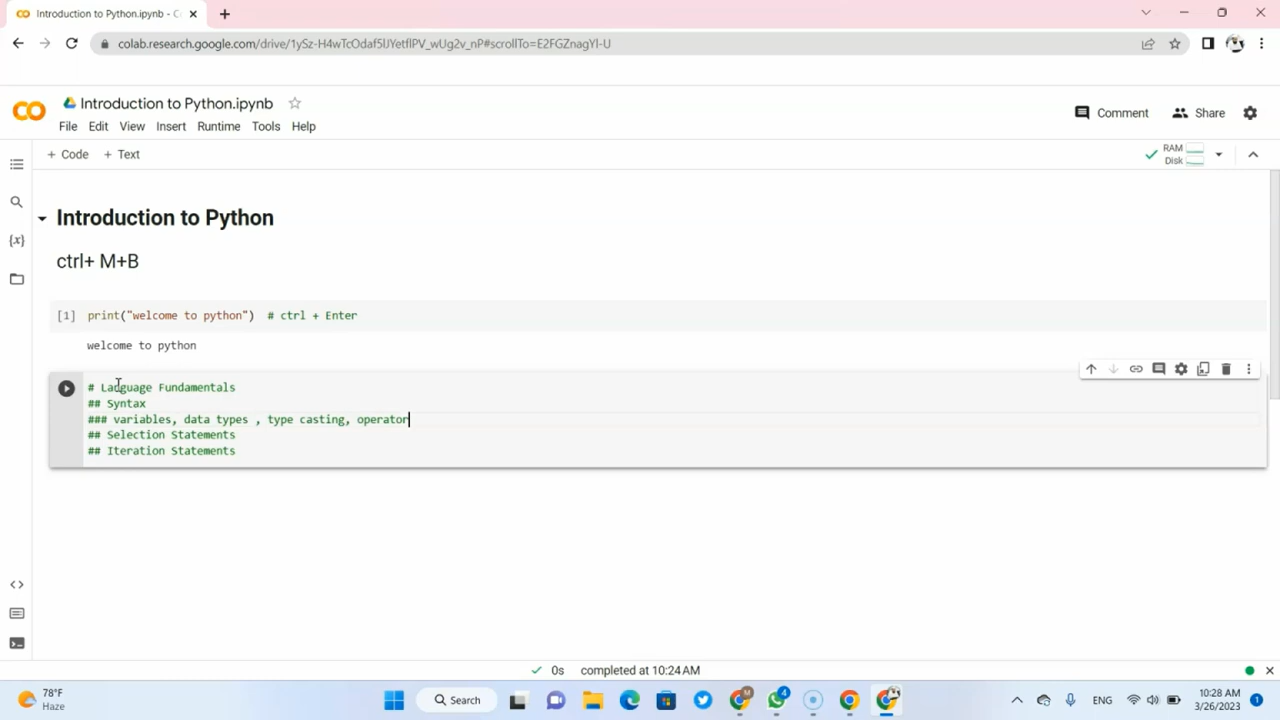 Introduction to Python.ipynb - C
colab.research.google.com/drive/1ySz-H4wTcOdaf5lJYetflPV_wUg2v_nP#scrollTo=E2FGZnagYl-U
Introduction to Python.ipynb
Comment
Share
File Edit View Insert Runtime Tools Help
+ Code + Text
RAM
Disk
Introduction to Python
ctrl+ M+B
[1] print("welcome to python") # ctrl + Enter
welcome to python
# Language Fundamentals
## Syntax
### variables, data types , type casting, operator
## Selection Statements
## Iteration Statements
0s completed at 10:24 AM
78°F
Haze
Search
M
4
ENG
10:28 AM
3/26/2023
1